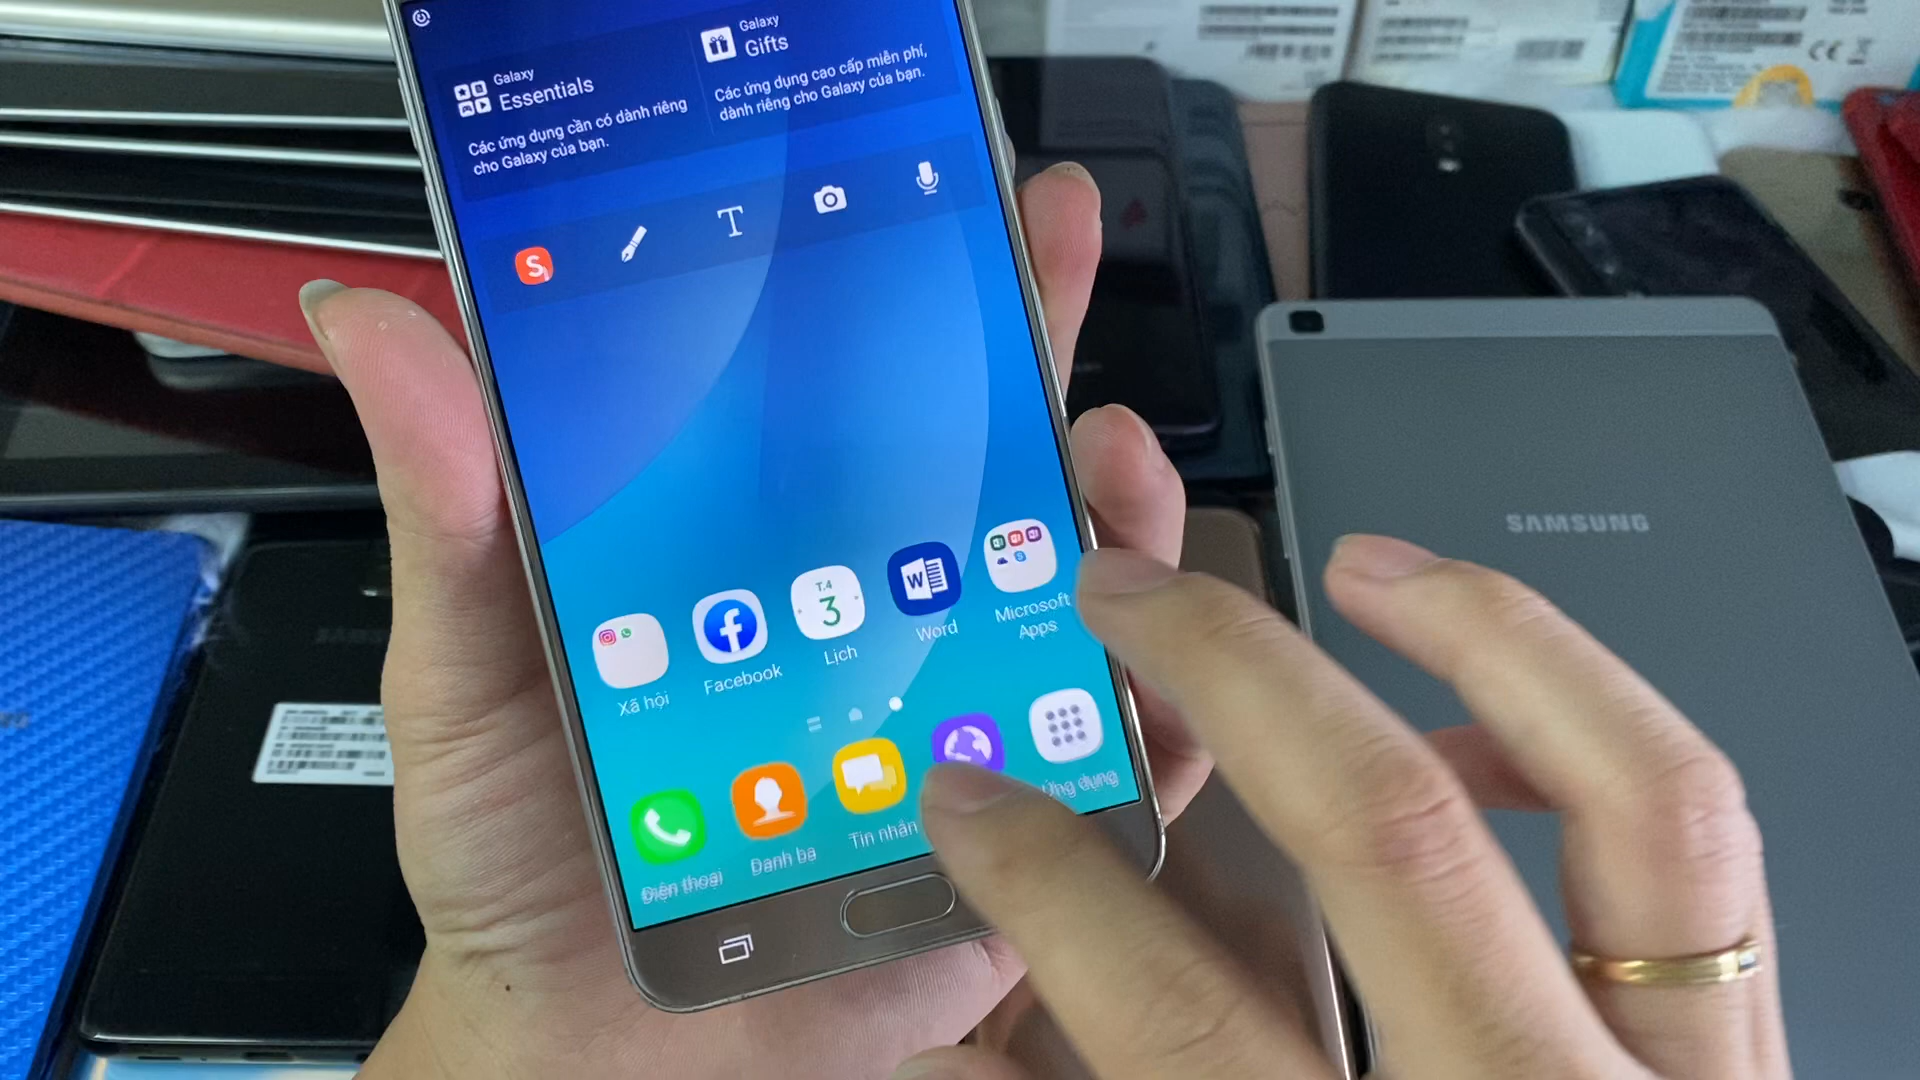 Galaxy
Essentials
Các ứng dụng cần có dành riêng
cho Galaxy của bạn.
Galaxy
Gifts
Các ứng dụng cao cấp miễn phí,
dành riêng cho Galaxy của bạn.
S
T
T.4
3
W
Xã hội
Facebook
Lịch
Word
Microsoft
Apps
Điện thoại
Danh bạ
Tin nhắn
Ứng dụng
SAMSUNG
CE